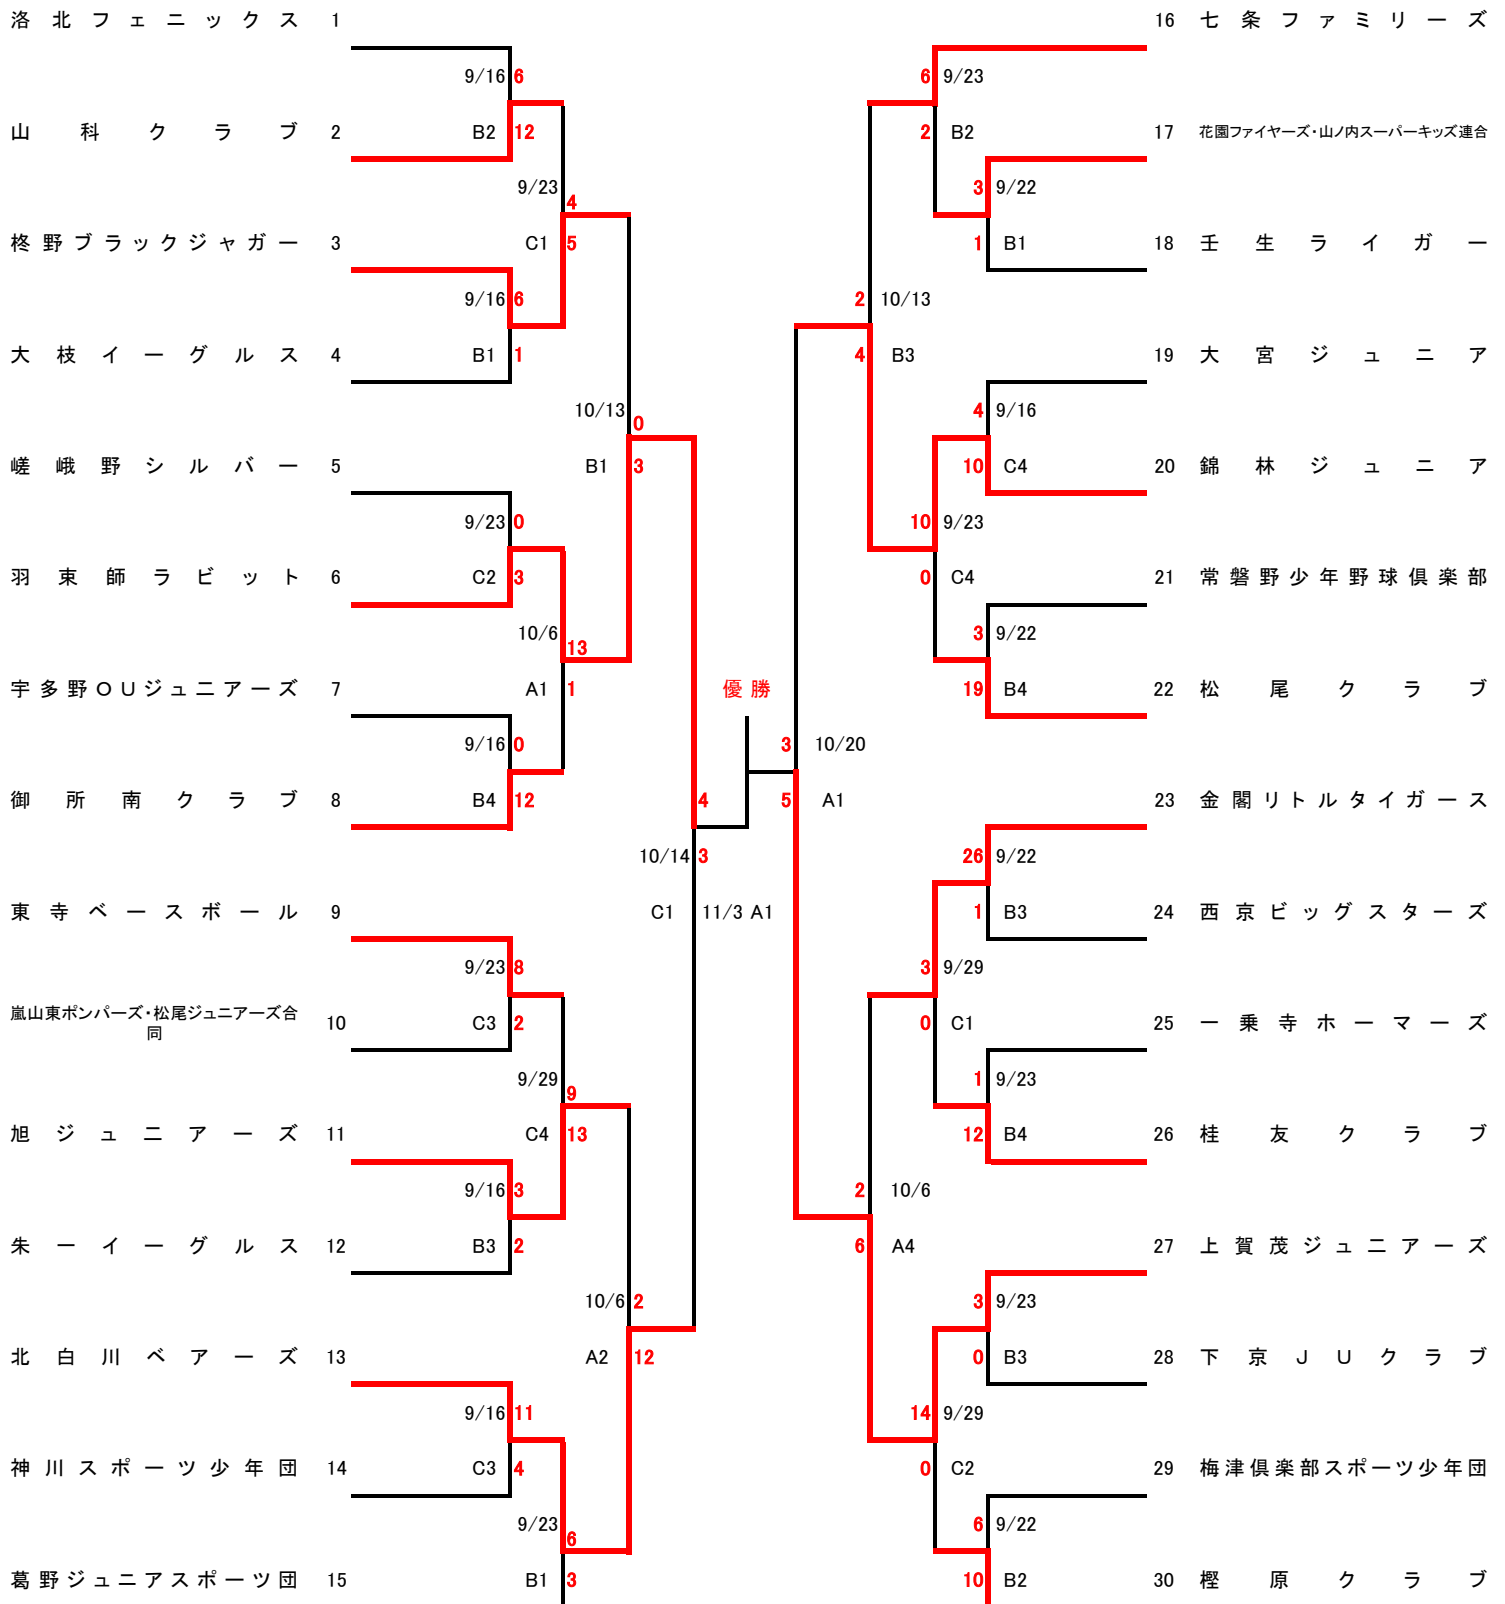 洛北フェニックス 1
9/16 6
山科クラブ 2 B2 12
9/23 4
柊野ブラックジャガー 3 C1 5
9/16 6
大枝イーグルス 4 B1 1
10/13 0
嵯峨野シルバー 5 B1 3
9/23 0
羽束師ラビット 6 C2 3
10/6 13
宇多野OUジュニアーズ 7 A1 1
9/16 0
御所南クラブ 8 B4 12
4
10/14 3
東寺ベースボール 9 C1 11/3 A1
9/23 8
嵐山東ポンパーズ・松尾ジュニアーズ合
同 10 C3 2
9/29 9
旭ジュニアーズ 11 C4 13
9/16 3
朱一イーグルス 12 B3 2
10/6 2
北白川ベアーズ 13 A2 12
9/16 11
神川スポーツ少年団 14 C3 4
9/23 6
葛野ジュニアスポーツ団 15 B1 3
優勝
16 七条ファミリーズ
6 9/23
2 B2 17 花園ファイヤーズ・山ノ内スーパーキッズ連合
3 9/22
1 B1 18 壬生ライガー
2 10/13
4 B3 19 大宮ジュニア
4 9/16
10 C4 20 錦林ジュニア
10 9/23
0 C4 21 常磐野少年野球倶楽部
3 9/22
19 B4 22 松尾クラブ
3 10/20
5 A1 23 金閣リトルタイガース
26 9/22
1 B3 24 西京ビッグスターズ
3 9/29
0 C1 25 一乗寺ホーマーズ
1 9/23
12 B4 26 桂友クラブ
2 10/6
6 A4 27 上賀茂ジュニアーズ
3 9/23
0 B3 28 下京JUクラブ
14 9/29
0 C2 29 梅津倶楽部スポーツ少年団
6 9/22
10 B2 30 樫原クラブ